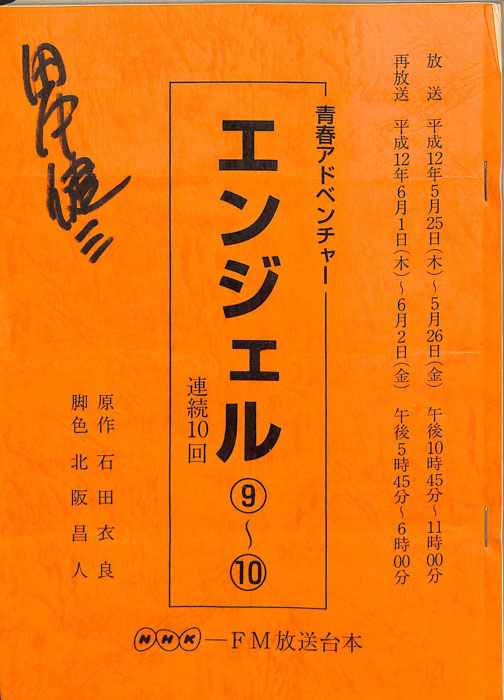 放送 平成12年5月25日(木)～5月26日(金) 午後10時45分～11時00分
再放送 平成12年6月1日(木)～6月2日(金) 午後5時45分～6時00分
青春アドベンチャー
エンジェル⑨～⑩
連続10回
原作 石田衣良
脚色 北阪昌人
田中健三
NHK―FM放送台本